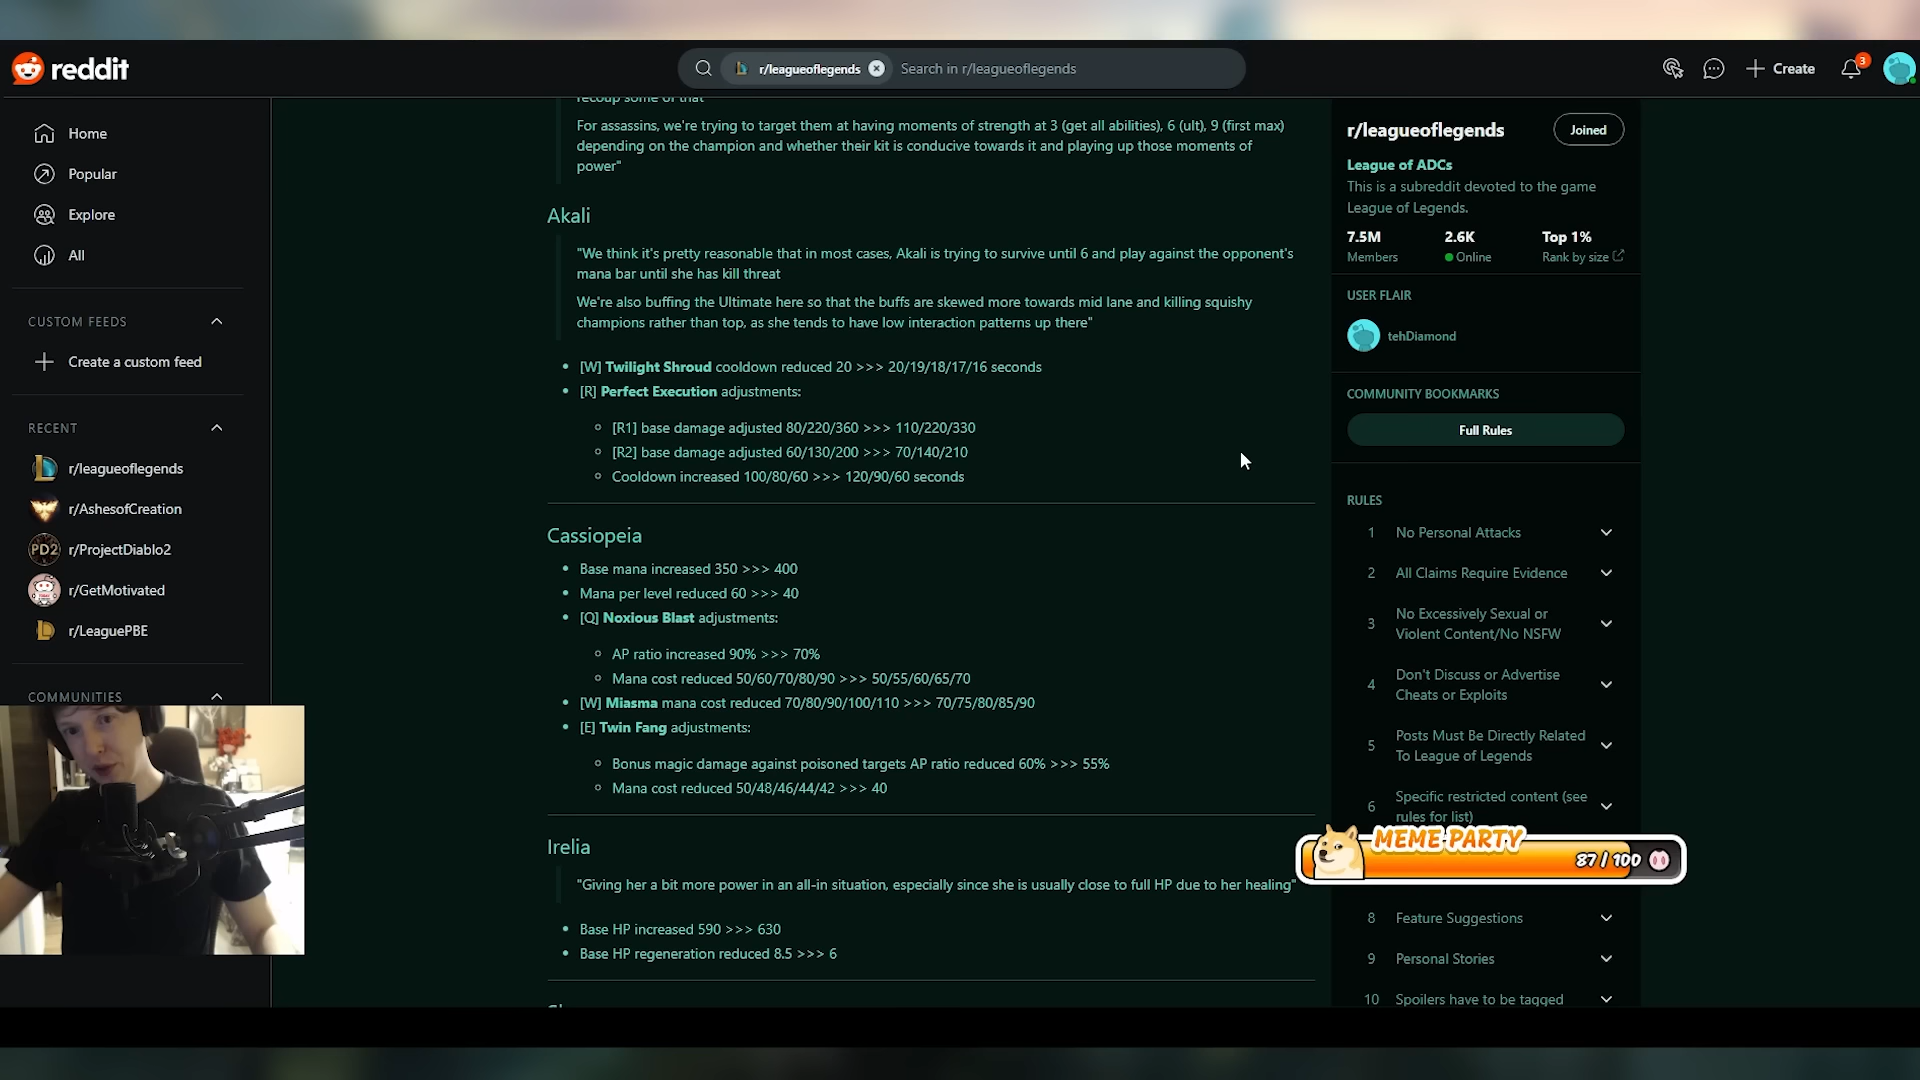 reddit
r/leagueoflegends
Search in r/leagueoflegends
Create
3
Home
Popular
Explore
All
CUSTOM FEEDS
Create a custom feed
RECENT
r/leagueoflegends
r/AshesofCreation
PD2
r/ProjectDiablo2
r/GetMotivated
r/LeaguePBE
COMMUNITIES
recoup some of that
For assassins, we're trying to target them at having moments of strength at 3 (get all abilities), 6 (ult), 9 (first max)
depending on the champion and whether their kit is conducive towards it and playing up those moments of
power"
Akali
"We think it's pretty reasonable that in most cases, Akali is trying to survive until 6 and play against the opponent's
mana bar until she has kill threat
We're also buffing the Ultimate here so that the buffs are skewed more towards mid lane and killing squishy
champions rather than top, as she tends to have low interaction patterns up there"
[W] Twilight Shroud cooldown reduced 20 >>> 20/19/18/17/16 seconds
[R] Perfect Execution adjustments:
[R1] base damage adjusted 80/220/360 >>> 110/220/330
[R2] base damage adjusted 60/130/200 >>> 70/140/210
Cooldown increased 100/80/60 >>> 120/90/60 seconds
Cassiopeia
Base mana increased 350 >>> 400
Mana per level reduced 60 >>> 40
[Q] Noxious Blast adjustments:
AP ratio increased 90% >>> 70%
Mana cost reduced 50/60/70/80/90 >>> 50/55/60/65/70
[W] Miasma mana cost reduced 70/80/90/100/110 >>> 70/75/80/85/90
[E] Twin Fang adjustments:
Bonus magic damage against poisoned targets AP ratio reduced 60% >>> 55%
Mana cost reduced 50/48/46/44/42 >>> 40
Irelia
"Giving her a bit more power in an all-in situation, especially since she is usually close to full HP due to her healing"
Base HP increased 590 >>> 630
Base HP regeneration reduced 8.5 >>> 6
r/leagueoflegends
Joined
League of ADCs
This is a subreddit devoted to the game
League of Legends.
7.5M 2.6K Top 1%
Members Online Rank by size
USER FLAIR
tehDiamond
COMMUNITY BOOKMARKS
Full Rules
RULES
1 No Personal Attacks
2 All Claims Require Evidence
3 No Excessively Sexual or
Violent Content/No NSFW
4 Don't Discuss or Advertise
Cheats or Exploits
5 Posts Must Be Directly Related
To League of Legends
6 Specific restricted content (see
rules for list)
MEME PARTY
87 / 100
8 Feature Suggestions
9 Personal Stories
10 Spoilers have to be tagged